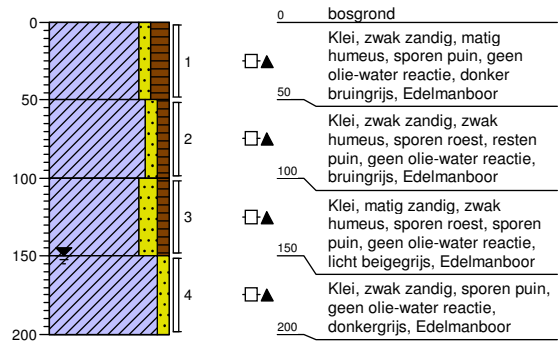 0
50
100
150
200
1
2
3
4
0 bosgrond
Klei, zwak zandig, matig
humeus, sporen puin, geen
olie-water reactie, donker
bruingrijs, Edelmanboor
50
Klei, zwak zandig, zwak
humeus, sporen roest, resten
puin, geen olie-water reactie,
bruingrijs, Edelmanboor
100
Klei, matig zandig, zwak
humeus, sporen roest, sporen
puin, geen olie-water reactie,
licht beigegrijs, Edelmanboor
150
Klei, zwak zandig, sporen puin,
geen olie-water reactie,
donkergrijs, Edelmanboor
200